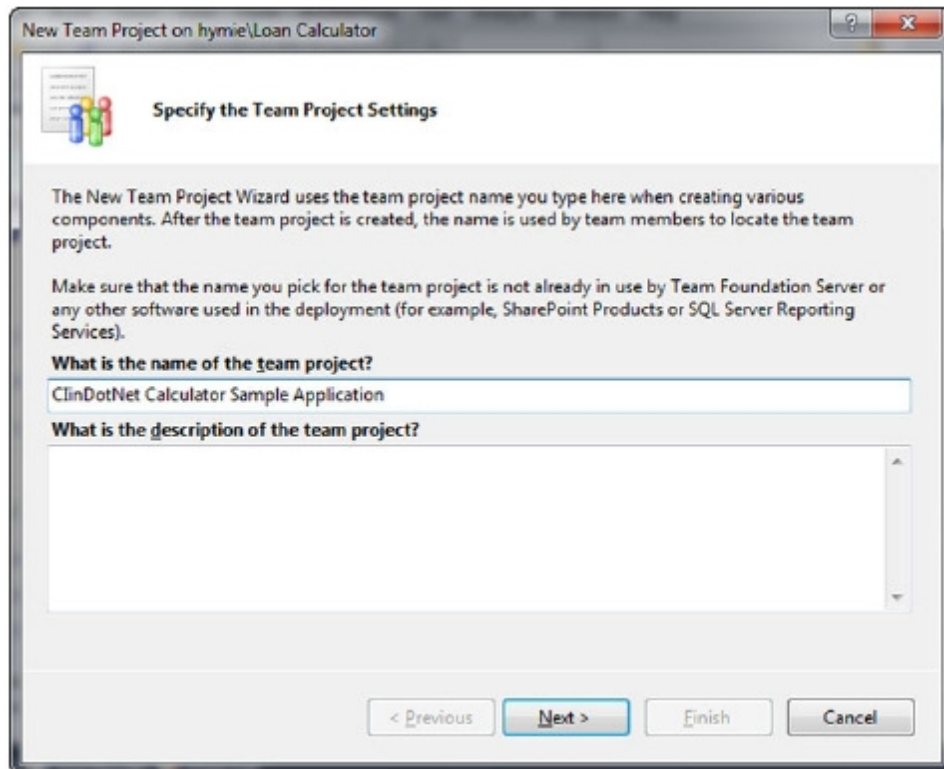 New Team Project on hymie\Loan Calculator
Specify the Team Project Settings
The New Team Project Wizard uses the team project name you type here when creating various
components. After the team project is created, the name is used by team members to locate the team
project.
Make sure that the name you pick for the team project is not already in use by Team Foundation Server or
any other software used in the deployment (for example, SharePoint Products or SQL Server Reporting
Services).
What is the name of the team project?
CIinDotNet Calculator Sample Application
What is the description of the team project?
< Previous
Next >
Finish
Cancel